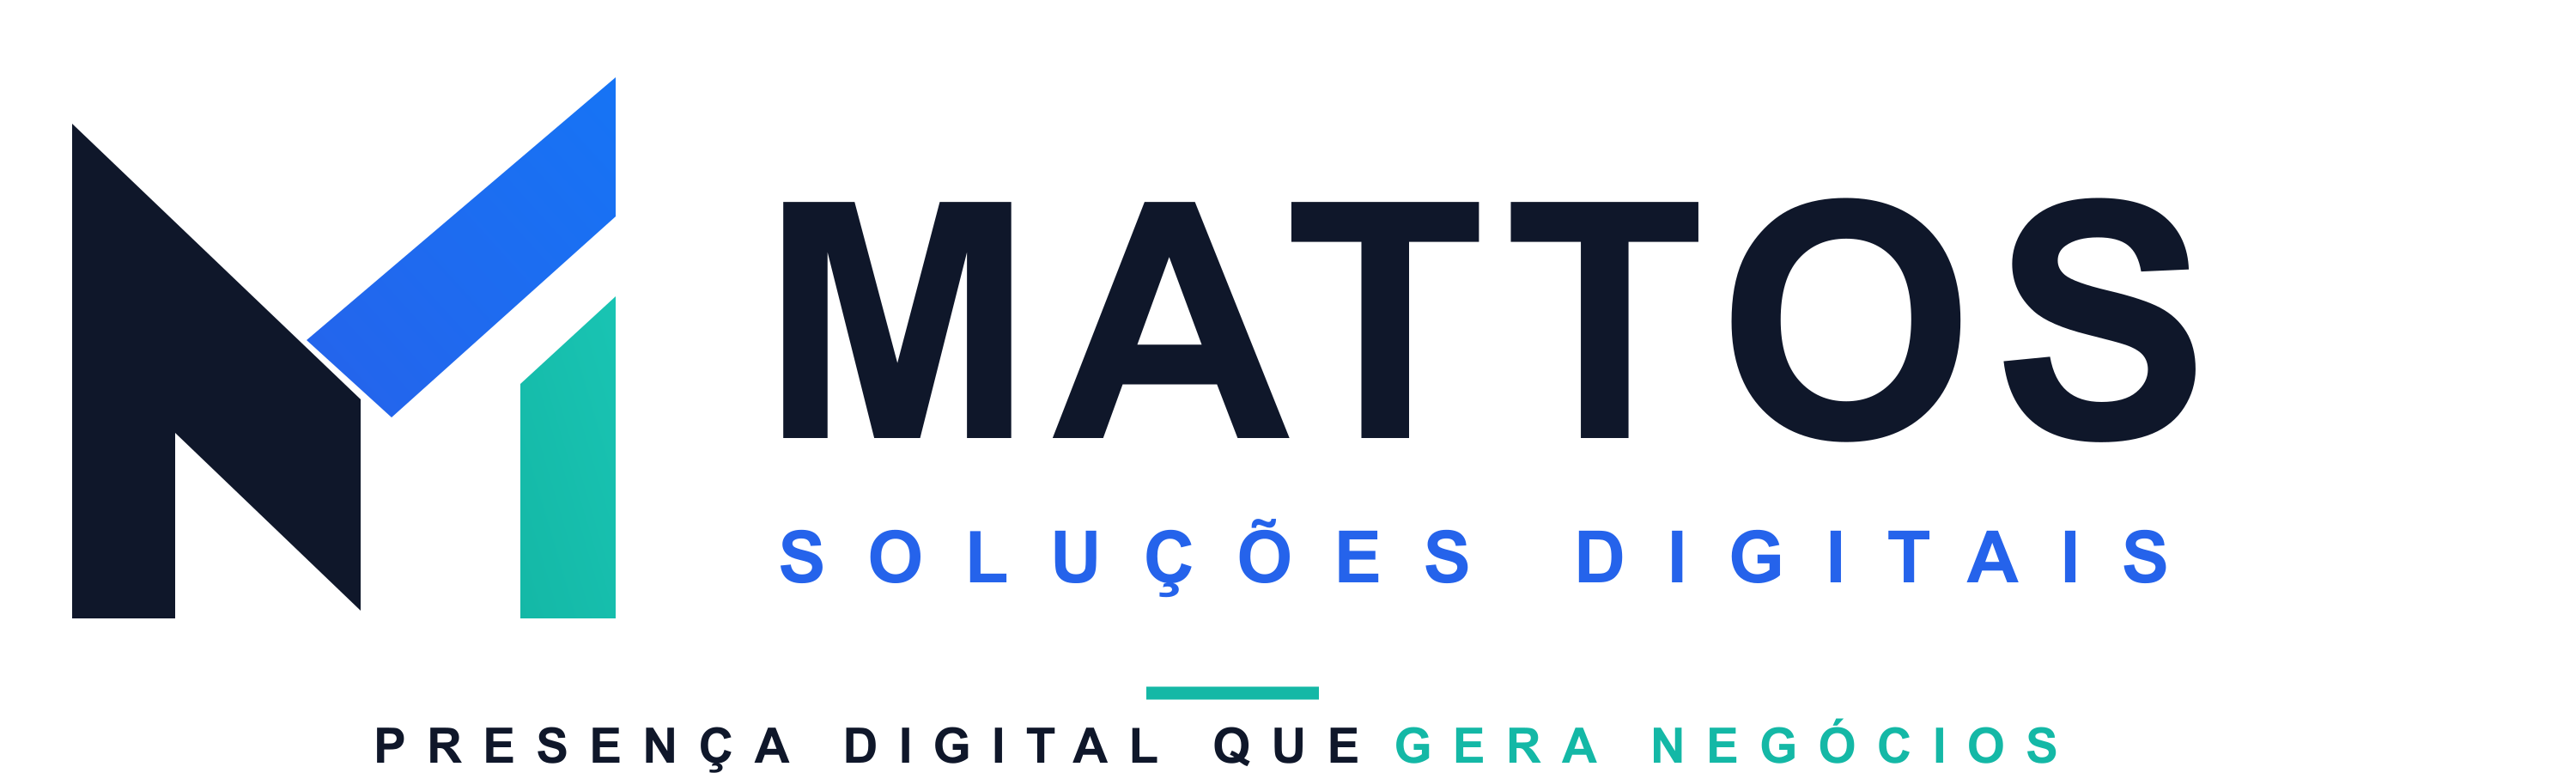 MATTOS
SOLUÇÕES DIGITAIS
PRESENÇA DIGITAL QUE GERA NEGÓCIOS